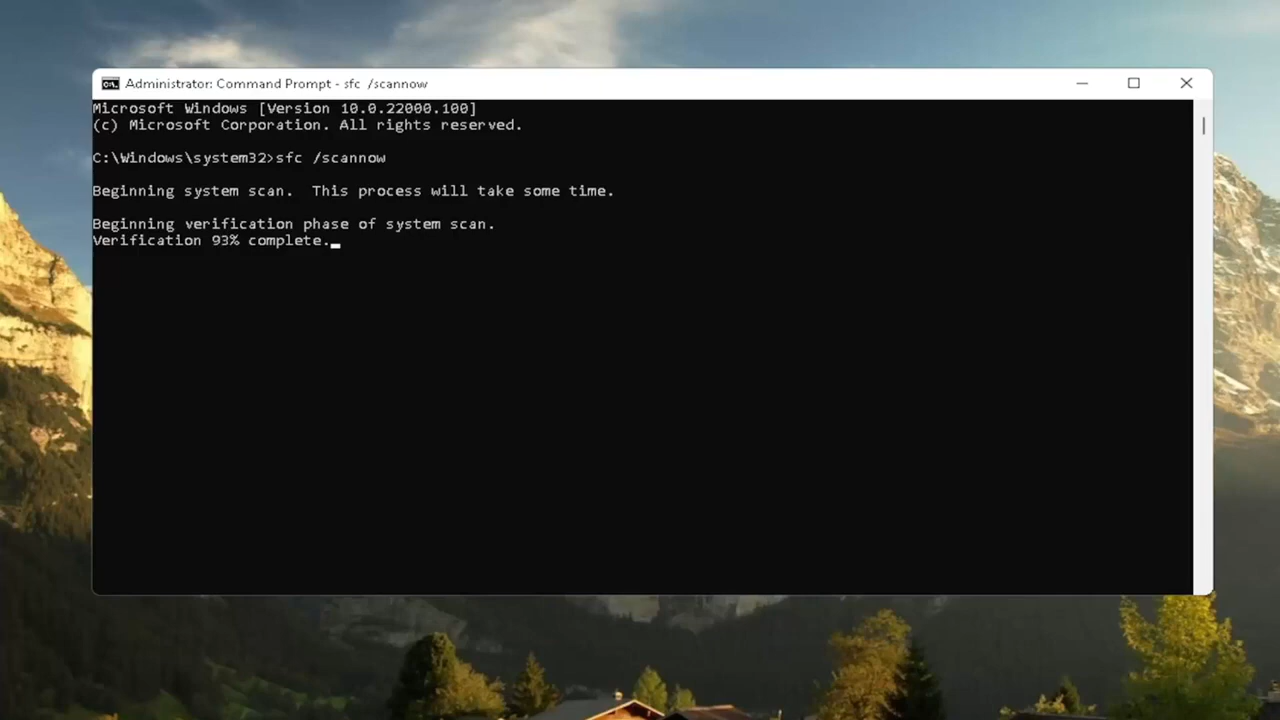 Administrator: Command Prompt - sfc  /scannow
Microsoft Windows [Version 10.0.22000.100]
(c) Microsoft Corporation. All rights reserved.
C:\Windows\system32>sfc /scannow
Beginning system scan.  This process will take some time.
Beginning verification phase of system scan.
Verification 93% complete.